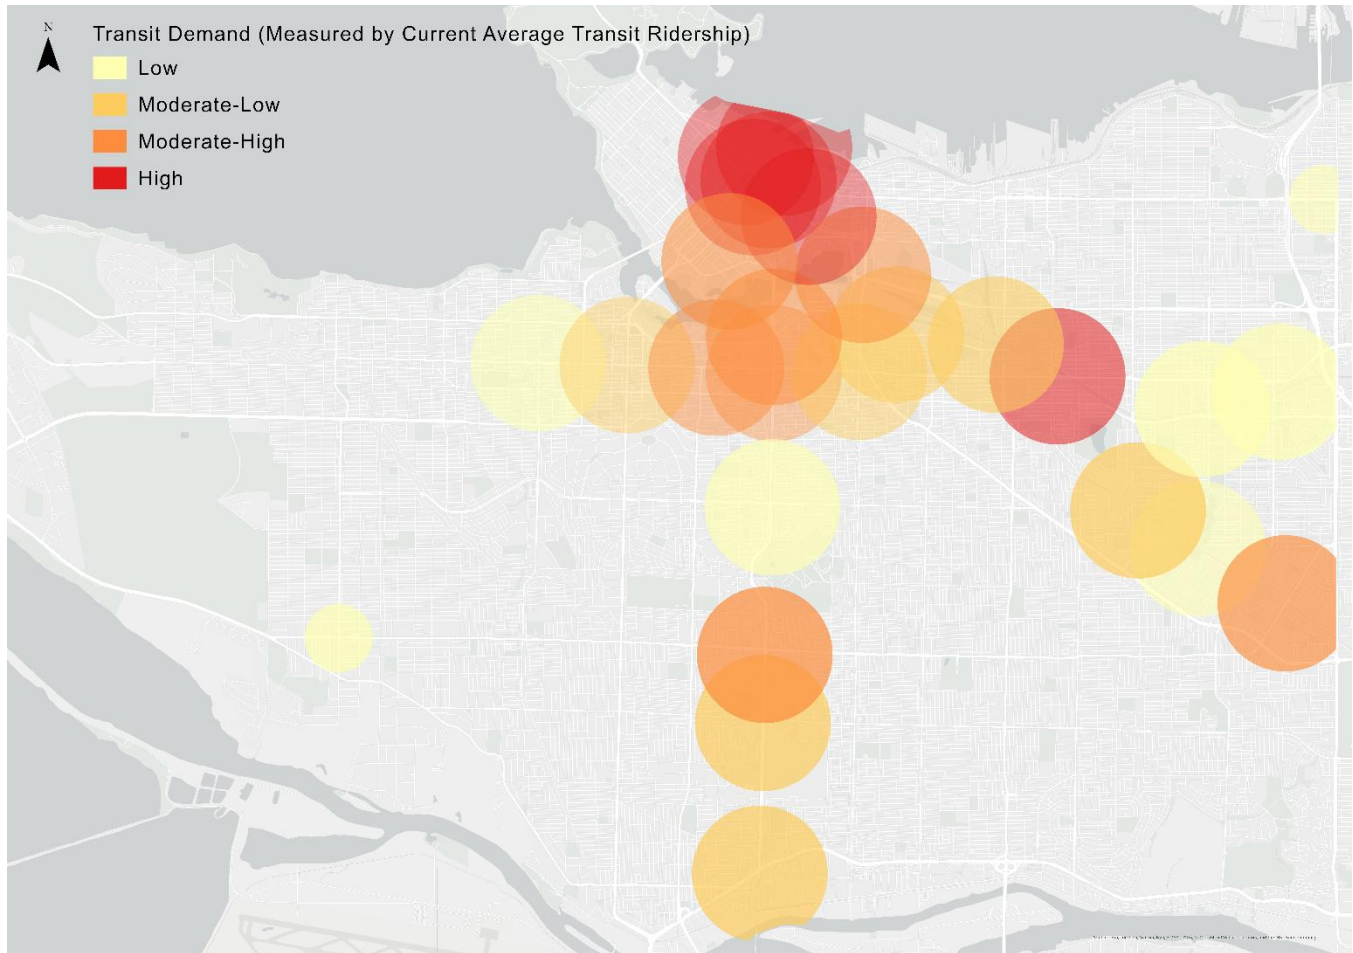 N
Transit Demand (Measured by Current Average Transit Ridership)
Low
Moderate-Low
Moderate-High
High